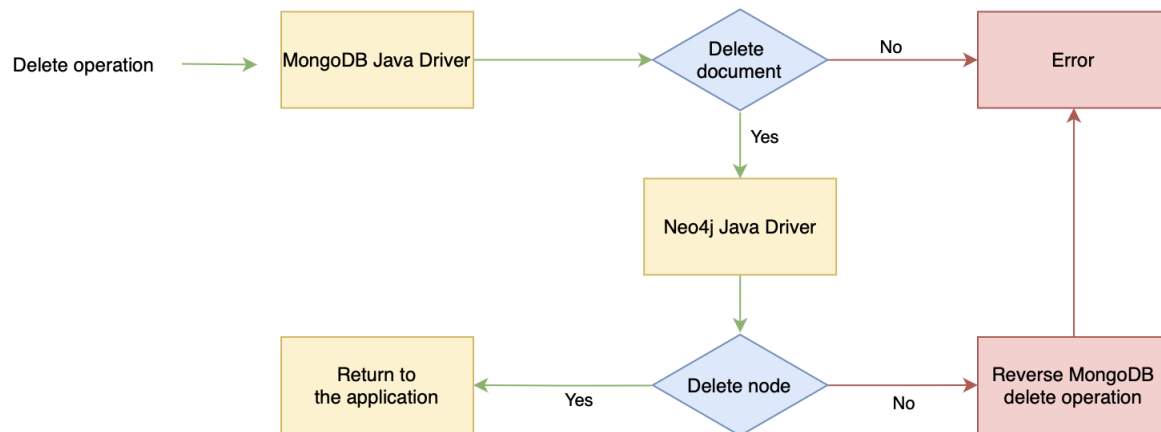 Delete operation
MongoDB Java Driver
Delete
document
No
Error
Yes
Neo4j Java Driver
Return to
the application
Yes
Delete node
No
Reverse MongoDB
delete operation